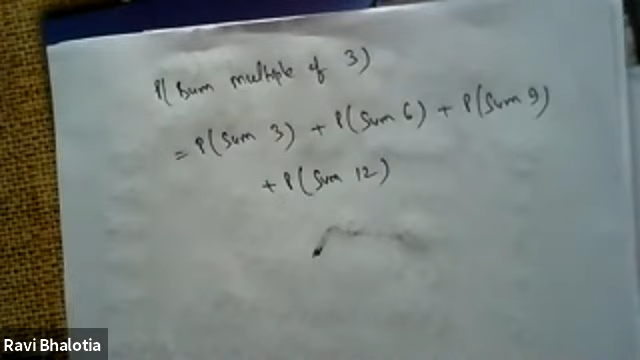 P(Sum multiple of 3)
= P(Sum 3) + P(Sum 6) + P(Sum 9)
+ P(Sum 12)
Ravi Bhalotia